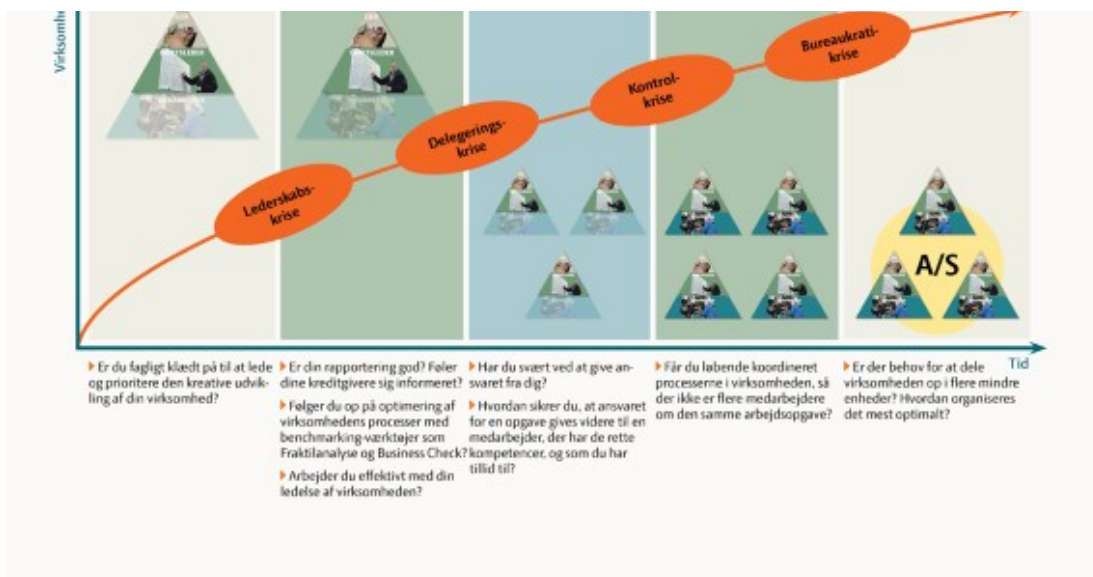 Virksomhe
Bureaukrati-
krise
Kontrol-
krise
Delegerings-
krise
Lederskabs-
krise
A/S
Tid
Er du fagligt klædt på til at lede
og prioritere den kreative udvik-
ling af din virksomhed?
Er din rapportering god? Føler
dine kreditgivere sig informeret?
Følger du op på optimering af
virksomhedens processer med
benchmarking-værktøjer som
Fraktilanalyse og Business Check?
Arbejder du effektivt med din
ledelse af virksomheden?
Har du svært ved at give an-
svaret fra dig?
Hvordan sikrer du, at ansvaret
for en opgave gives videre til en
medarbejder, der har de rette
kompetencer, og som du har
tillid til?
Får du løbende koordineret
processerne i virksomheden, så
der ikke er flere medarbejdere
om den samme arbejdsopgave?
Er der behov for at dele
virksomheden op i flere mindre
enheder? Hvordan organiseres
det mest optimalt?